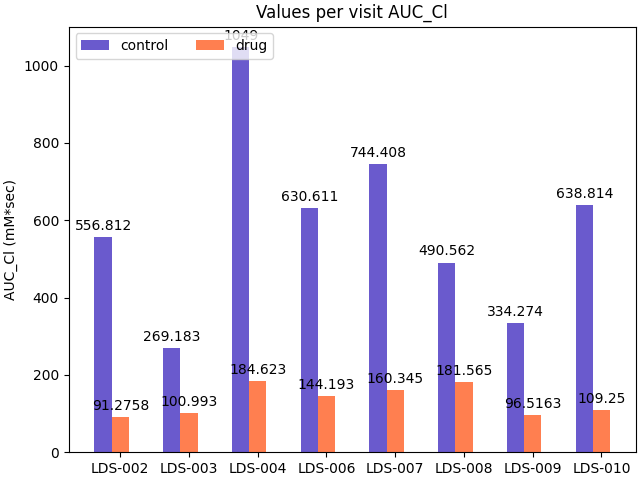 Values per visit AUC_Cl
control
drug
AUC_Cl (mM*sec)
1000
800
600
400
200
0
556.812
269.183
1049
630.611
744.408
490.562
334.274
638.814
91.2758
100.993
184.623
144.193
160.345
181.565
96.5163
109.25
LDS-002
LDS-003
LDS-004
LDS-006
LDS-007
LDS-008
LDS-009
LDS-010